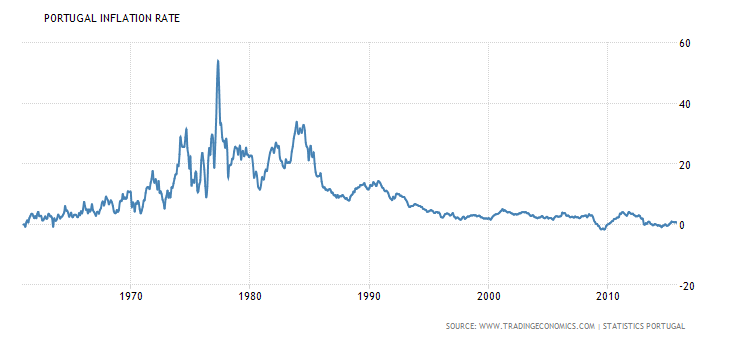 PORTUGAL INFLATION RATE
60
40
20
0
-20
1970 1980 1990 2000 2010
SOURCE: WWW.TRADINGECONOMICS.COM | STATISTICS PORTUGAL